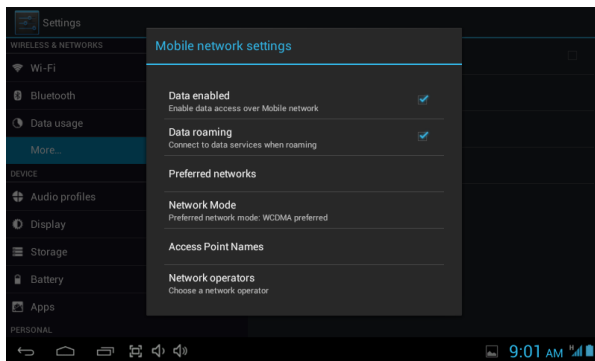 Settings
WIRELESS & NETWORKS
Wi-Fi
Bluetooth
Data usage
More...
DEVICE
Audio profiles
Display
Storage
Battery
Apps
PERSONAL
Mobile network settings
Data enabled
Enable data access over Mobile network
Data roaming
Connect to data services when roaming
Preferred networks
Network Mode
Preferred network mode: WCDMA preferred
Access Point Names
Network operators
Choose a network operator
9:01 AM